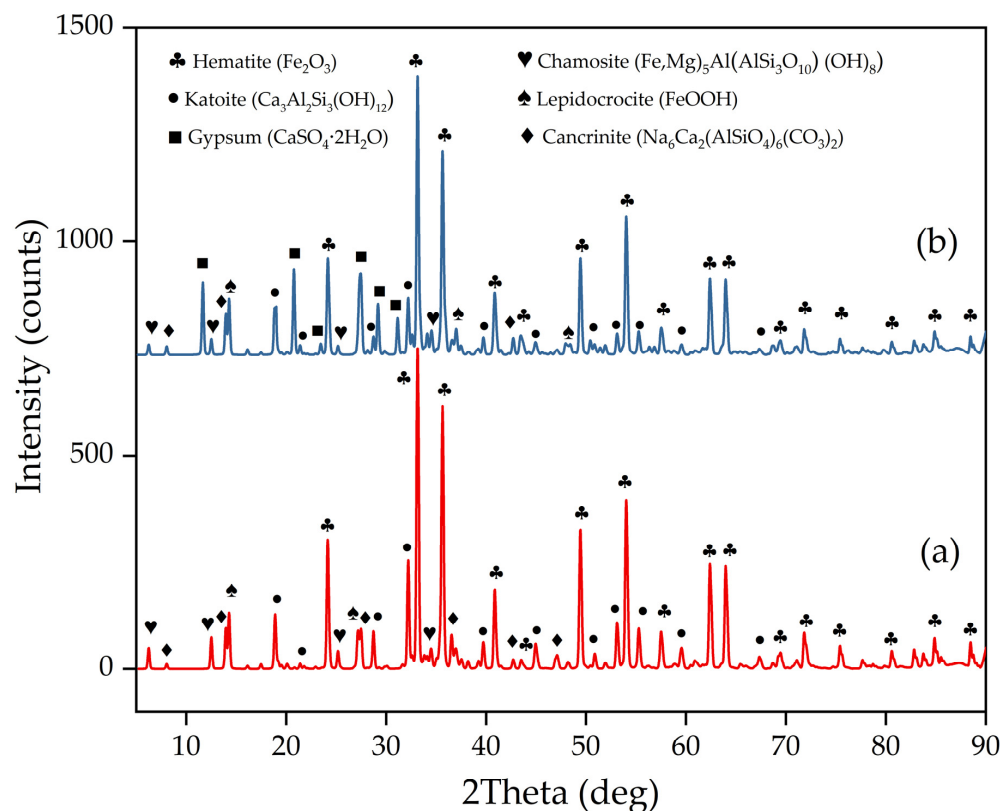 1500
♣ Hematite (Fe₂O₃)
♥ Chamosite (Fe,Mg)₅Al(AlSi₃O₁₀) (OH)₈
● Katoite (Ca₃Al₂Si₃(OH)₁₂)
♠ Lepidocrocite (FeOOH)
■ Gypsum (CaSO₄·2H₂O)
♦ Cancrinite (Na₆Ca₂(AlSiO₄)₆(CO₃)₂)
1000
(b)
Intensity (counts)
500
(a)
0
10 20 30 40 50 60 70 80 90
2Theta (deg)